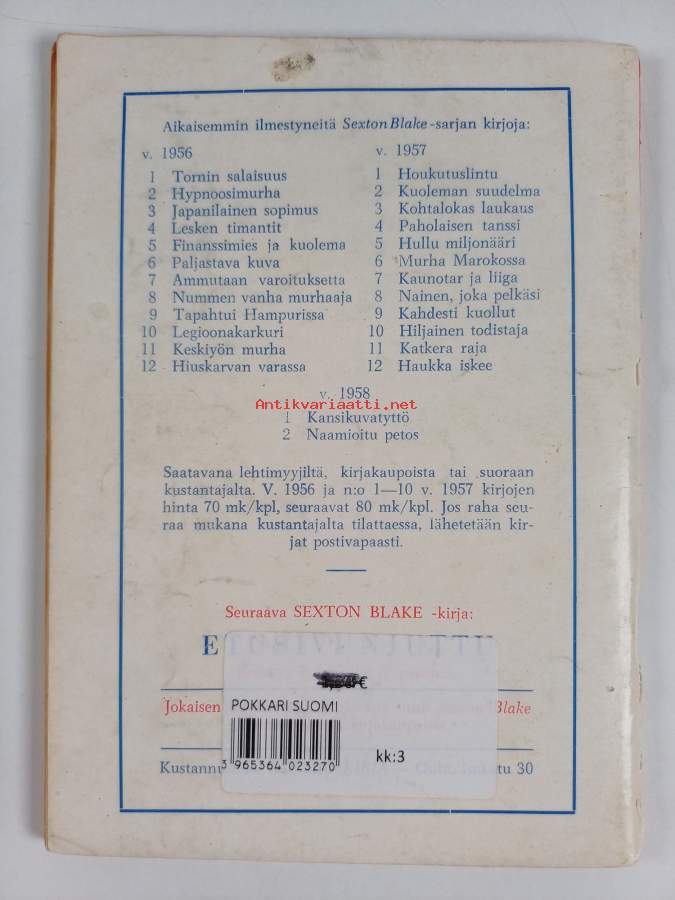 Aikaisemmin ilmestyneitä Sexton Blake -sarjan kirjoja:
v. 1956
1 Tornin salaisuus
2 Hypnoosimurha
3 Japanilainen sopimus
4 Lesken timantit
5 Finanssimies ja kuolema
6 Paljastava kuva
7 Ammutaan varoituksetta
8 Nummen vanha murhaaja
9 Tapahtui Hampurissa
10 Legioonakarkuri
11 Keskiyön murha
12 Hiuskarvan varassa
v. 1957
1 Houkutuslintu
2 Kuoleman suudelma
3 Kohtalokas laukaus
4 Paholaisen tanssi
5 Hullu miljonääri
6 Murha Marokossa
7 Kaunotar ja liiga
8 Nainen, joka pelkäsi
9 Kahdesti kuollut
10 Hiljainen todistaja
11 Katkera raja
12 Haukka iskee
v. 1958
Antikvariaatti.net
1 Kansikuvatyttö
2 Naamioitu petos
Saatavana lehtimyyjiltä, kirjakaupoista tai suoraan
kustantajalta. V. 1956 ja n:o 1—10 v. 1957 kirjojen
hinta 70 mk/kpl, seuraavat 80 mk/kpl. Jos raha seu-
raa mukana kustantajalta tilattaessa, lähetetään kir-
jat postivapaasti.
Seuraava SEXTON BLAKE -kirja:
POKKARI SUOMI
Jokaisen Blake
3 965364 023270
kk:3
30